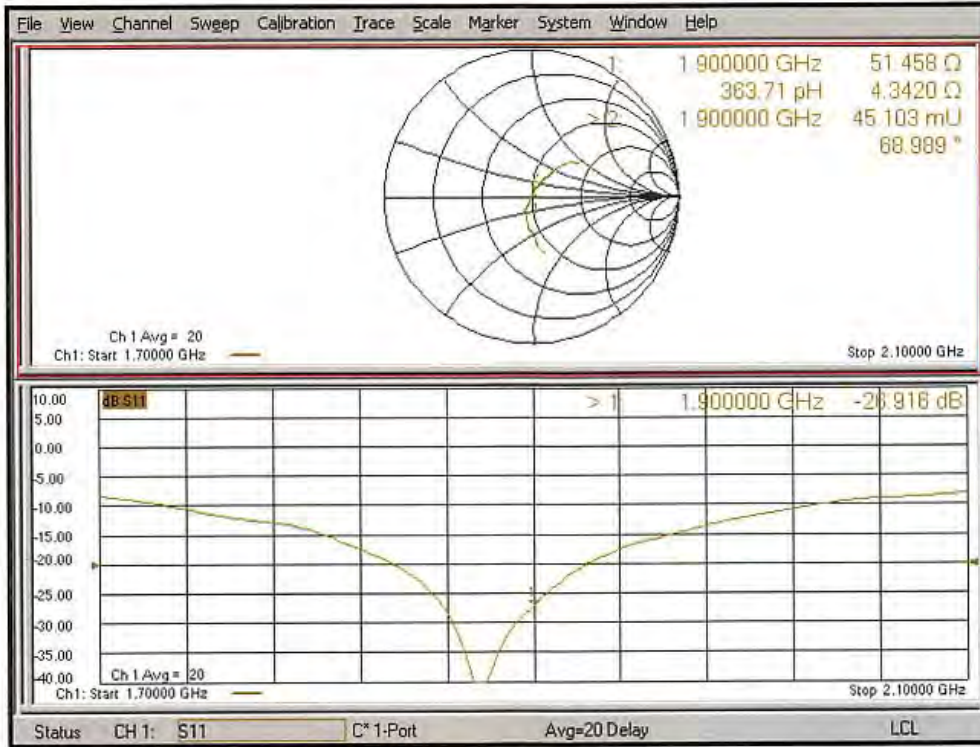 File View Channel Sweep Calibration Trace Scale Marker System Window Help
1: 1.900000 GHz 51.458 Ω
363.71 pH 4.3420 Ω
> 2: 1.900000 GHz 45.103 mU
68.989 °
Ch 1 Avg = 20
Ch1: Start 1.70000 GHz
Stop 2.10000 GHz
10.00 dB S11 > 1: 1.900000 GHz -26.916 dB
5.00
0.00
-5.00
-10.00
-15.00
-20.00
-25.00
1
-30.00
-35.00
-40.00
Ch 1 Avg = 20
Ch1: Start 1.70000 GHz
Stop 2.10000 GHz
Status CH 1: S11 C* 1-Port Avg=20 Delay LCL